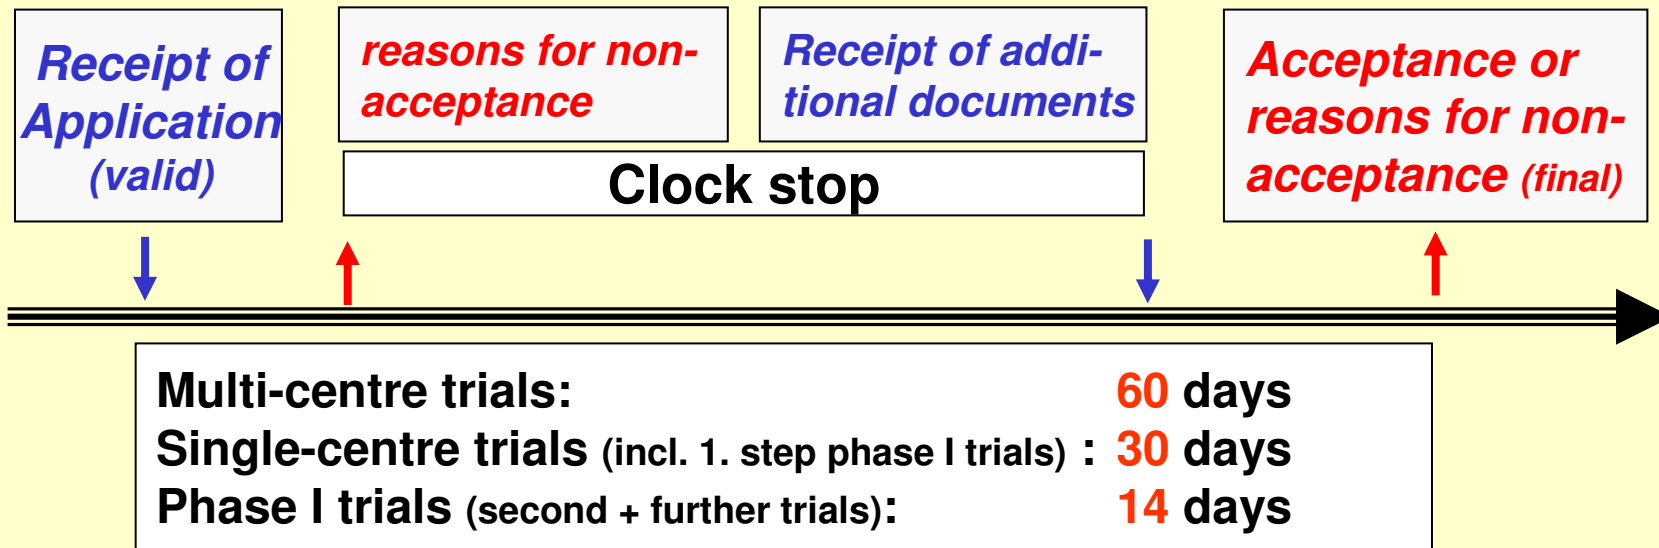 Receipt of
Application
(valid)
reasons for non-
acceptance
Receipt of addi-
tional documents
Clock stop
Acceptance or
reasons for non-
acceptance (final)
Multi-centre trials: 60 days
Single-centre trials (incl. 1. step phase I trials) : 30 days
Phase I trials (second + further trials): 14 days